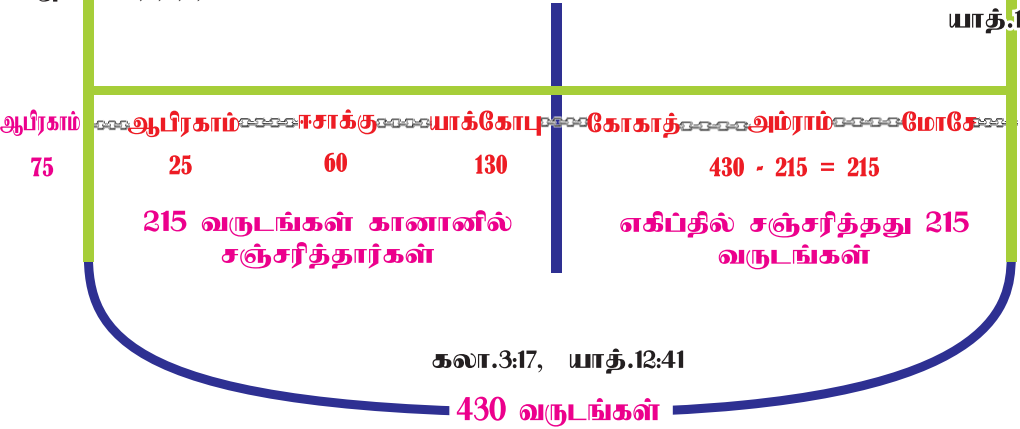 யாத்.1
ஆபிரகாம் ஆபிரகாம் ஈசாக்கு யாக்கோபு கோகாத் அம்ராம் மோசே
75 25 60 130 430 - 215 = 215
215 வருடங்கள் கானானில்
சஞ்சரித்தார்கள்
எகிப்தில் சஞ்சரித்தது 215
வருடங்கள்
கலா.3:17, யாத்.12:41
430 வருடங்கள்